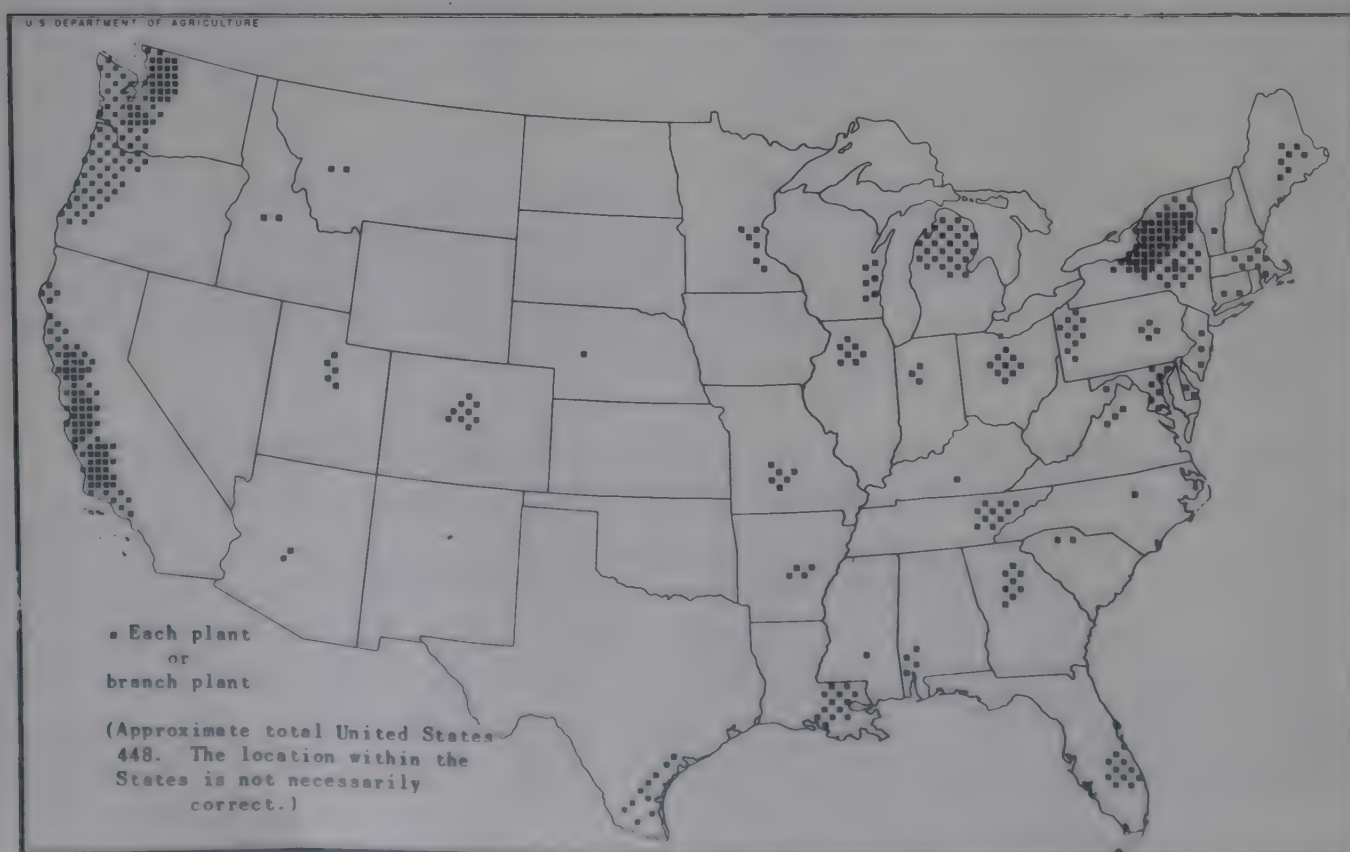 U S DEPARTMENT OF AGRICULTURE
Each plant
or
branch plant
(Approximate total United States
448. The location within the
States is not necessarily
correct.)